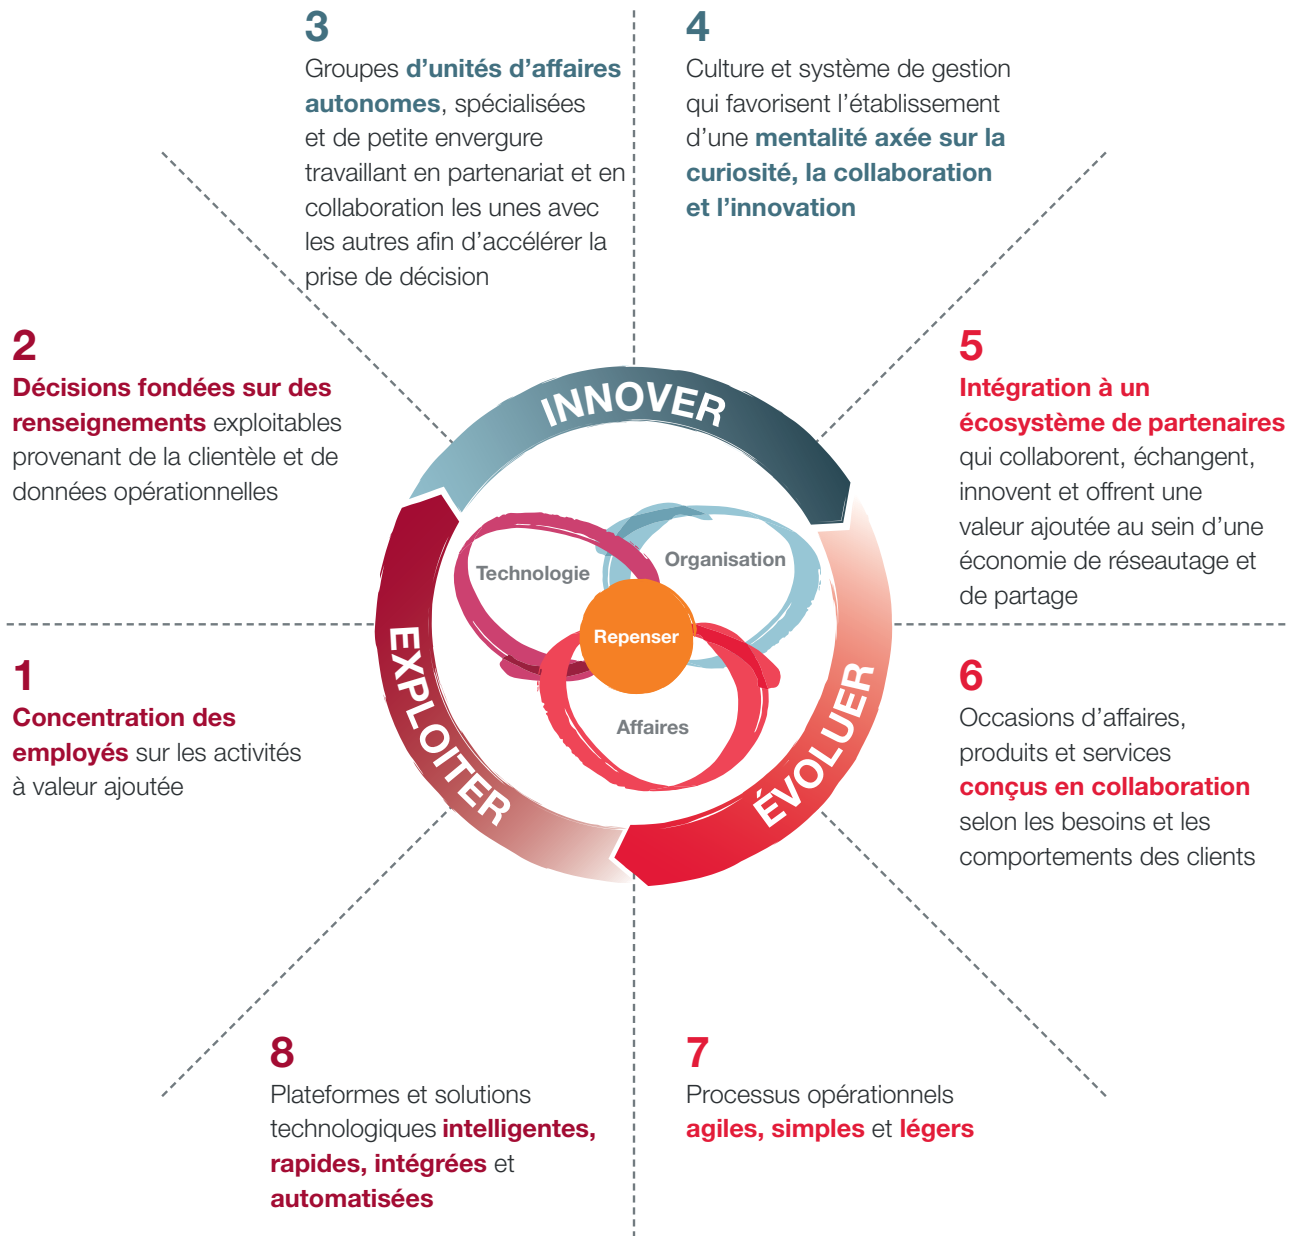 3
Groupes d’unités d’affaires
autonomes, spécialisées
et de petite envergure
travaillant en partenariat et en
collaboration les unes avec
les autres afin d’accélérer la
prise de décision
4
Culture et système de gestion
qui favorisent l’établissement
d’une mentalité axée sur la
curiosité, la collaboration
et l’innovation
2
Décisions fondées sur des
renseignements exploitables
provenant de la clientèle et de
données opérationnelles
5
Intégration à un
écosystème de partenaires
qui collaborent, échangent,
innovent et offrent une
valeur ajoutée au sein d’une
économie de réseautage et
de partage
INNOVER
Technologie
Organisation
Repenser
Affaires
EXPLOITER
ÉVOLUER
1
Concentration des
employés sur les activités
à valeur ajoutée
6
Occasions d’affaires,
produits et services
conçus en collaboration
selon les besoins et les
comportements des clients
8
Plateformes et solutions
technologiques intelligentes,
rapides, intégrées et
automatisées
7
Processus opérationnels
agiles, simples et légers